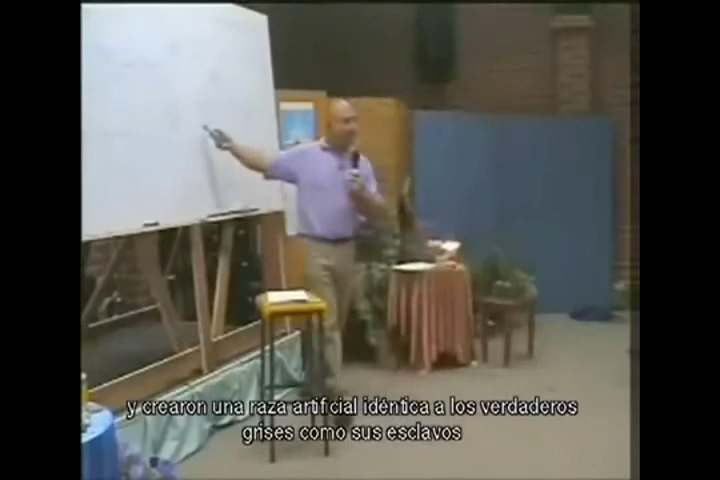 y crearon una raza artificial idéntica a los verdaderos
grises como sus esclavos